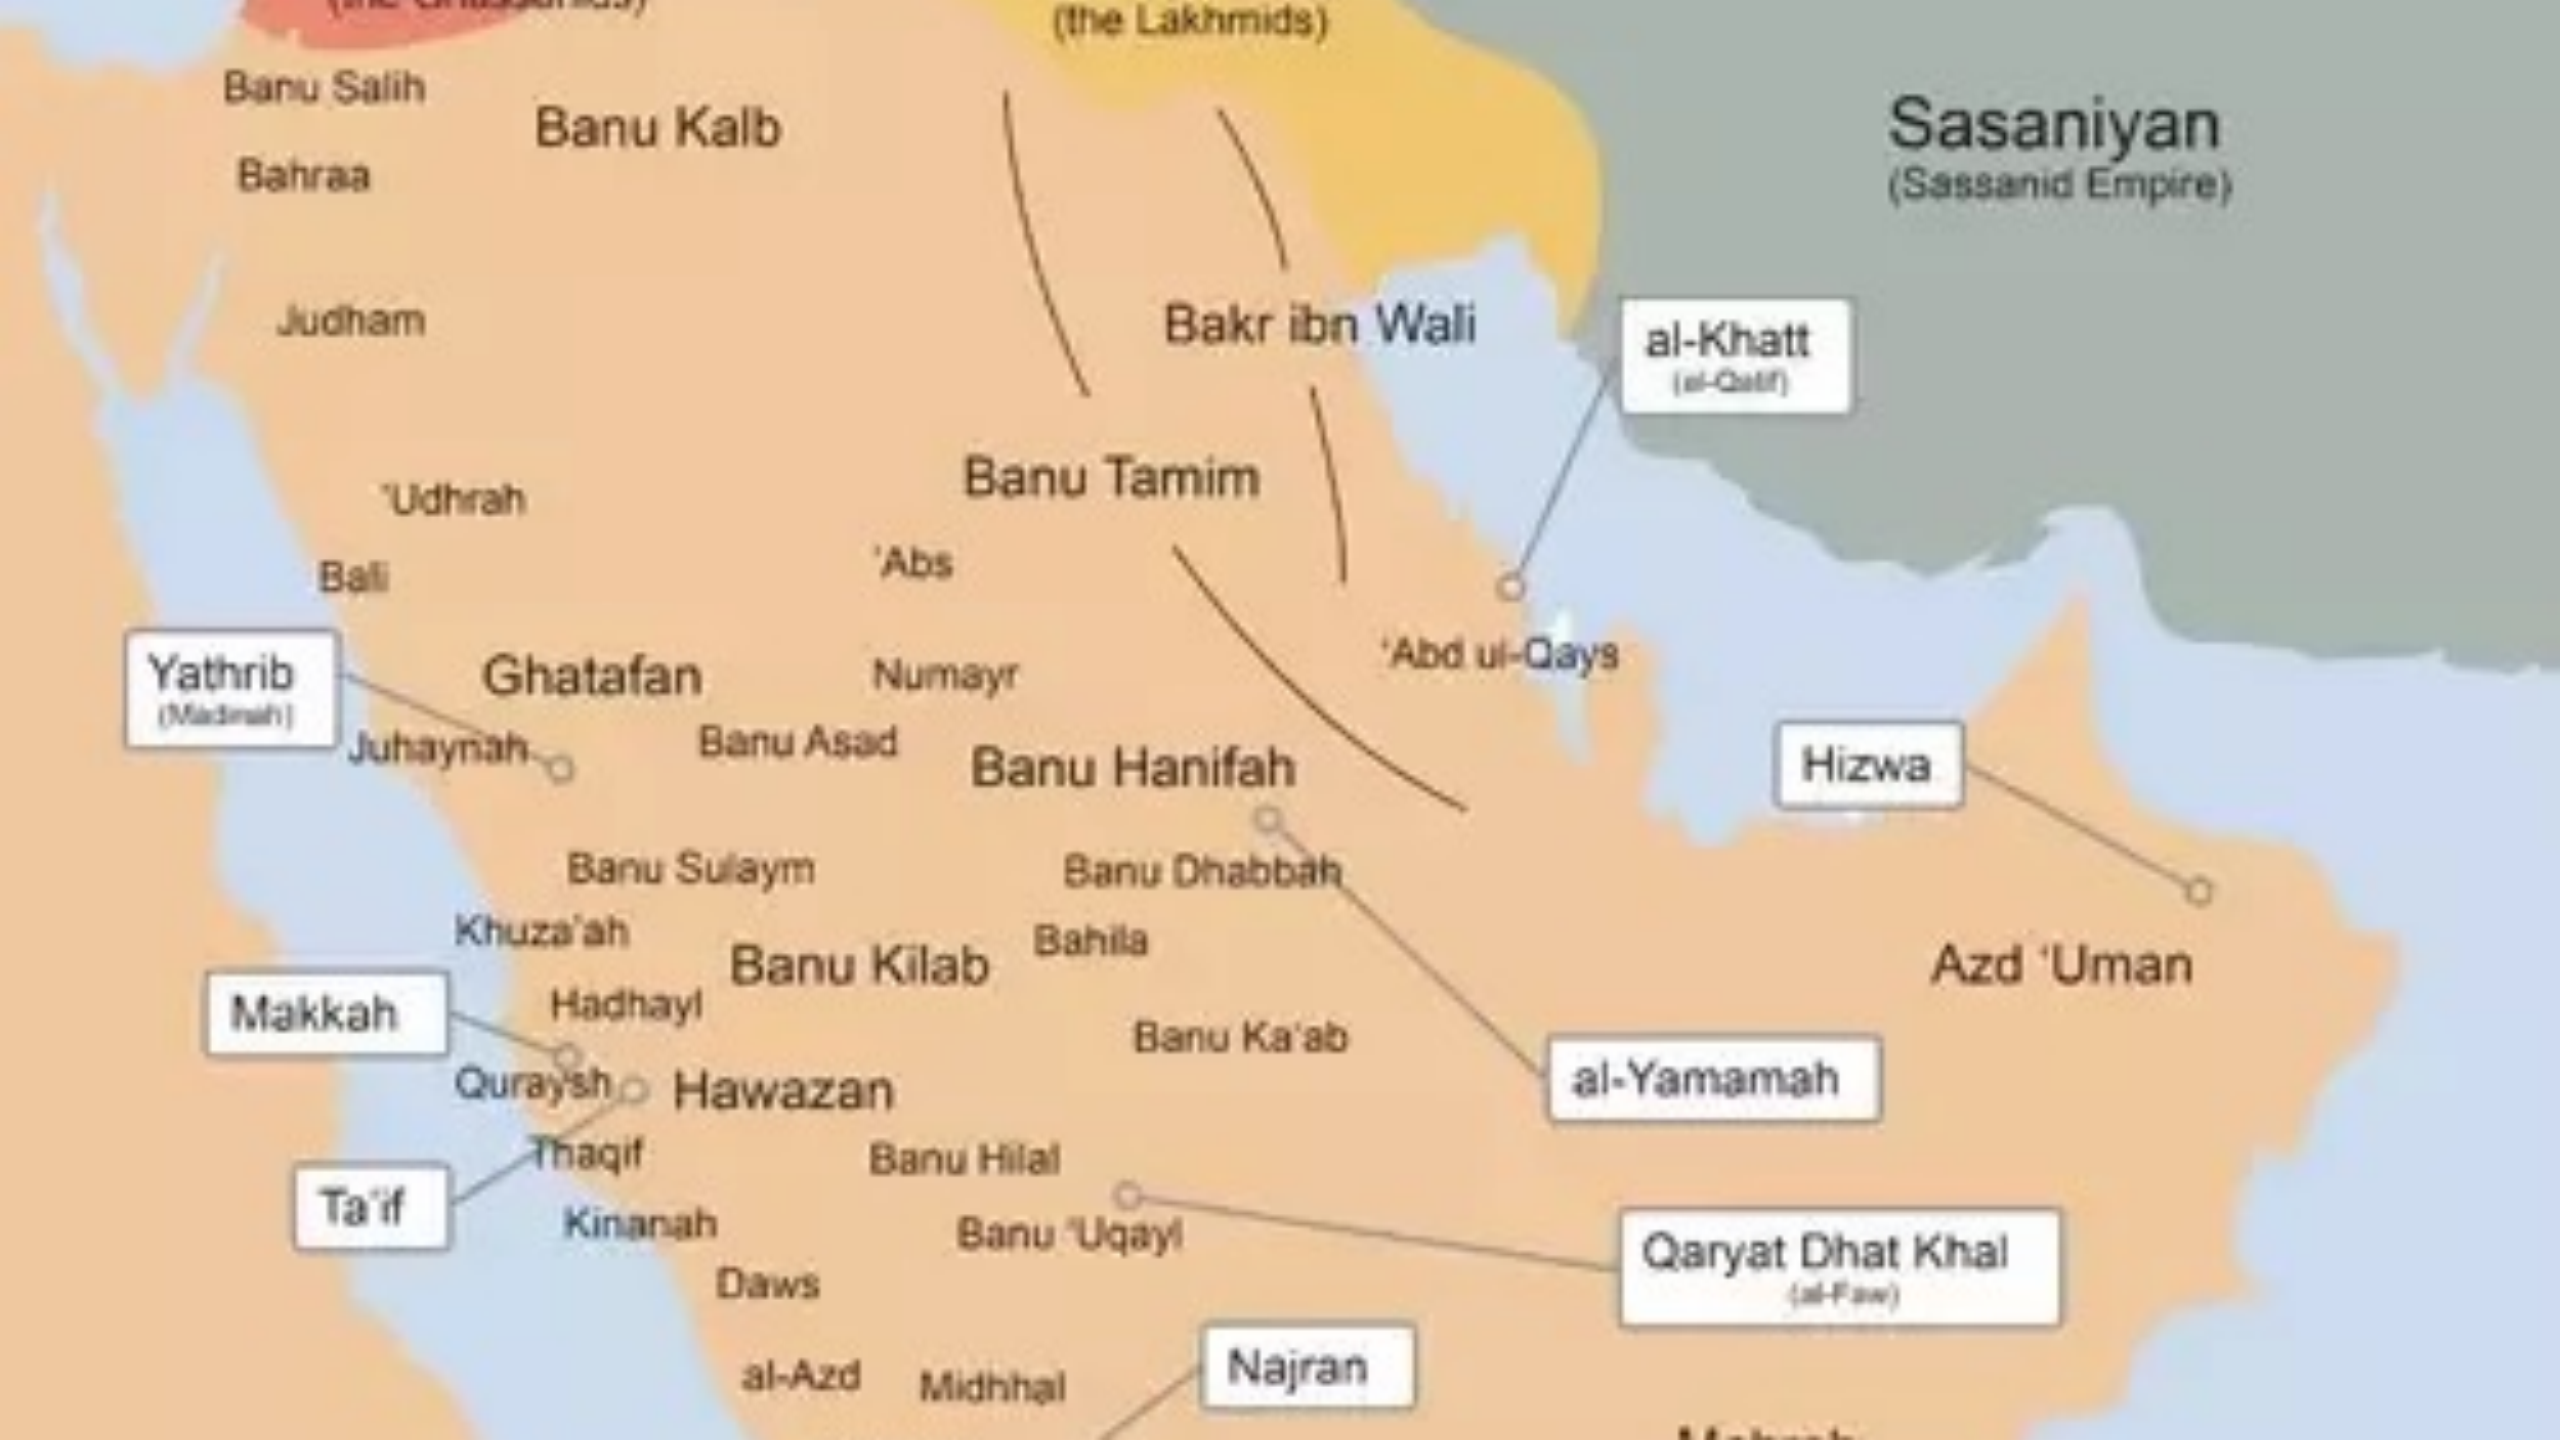 (the Ghassanids)
(the Lakhmids)
Banu Salih
Banu Kalb
Sasaniyan
(Sassanid Empire)
Bahraa
Judham
Bakr ibn Wali
al-Khatt
(al-Qatif)
Banu Tamim
'Udhrah
'Abs
Bali
'Abd ul-Qays
Yathrib
(Madinah)
Ghatafan
Numayr
Juhaynah
Banu Asad
Banu Hanifah
Hizwa
Banu Sulaym
Banu Dhabbah
Khuza'ah
Banu Kilab
Bahila
Azd 'Uman
Makkah
Hadhayl
Banu Ka'ab
Quraysh
Hawazan
al-Yamamah
Thaqif
Banu Hilal
Ta'if
Kinanah
Banu 'Uqayl
Qaryat Dhat Khal
(al-Faw)
Daws
al-Azd
Midhhal
Najran